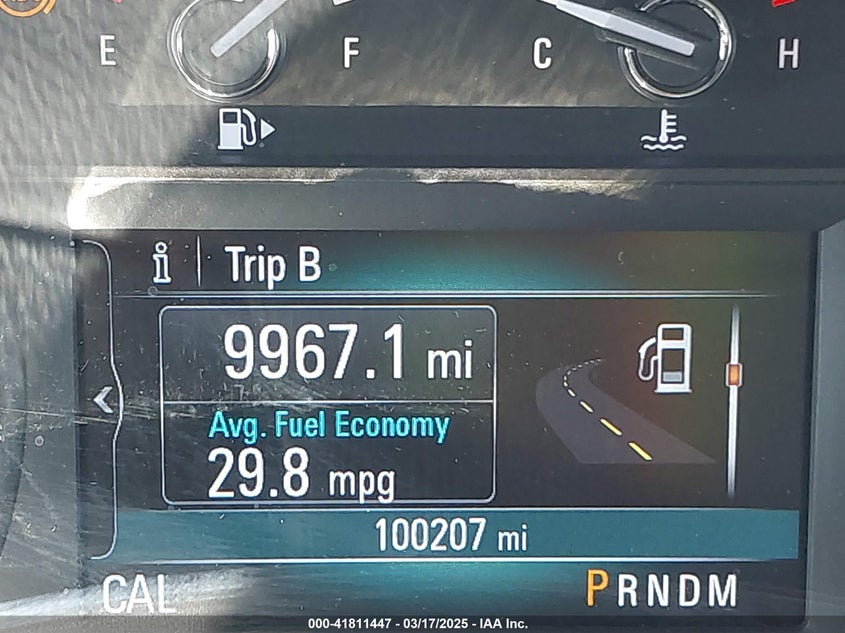 E F C H
i Trip B
9967.1 mi
Avg. Fuel Economy
29.8 mpg
100207 mi
CAL PRNDM
000-41811447 - 03/17/2025 - IAA Inc.